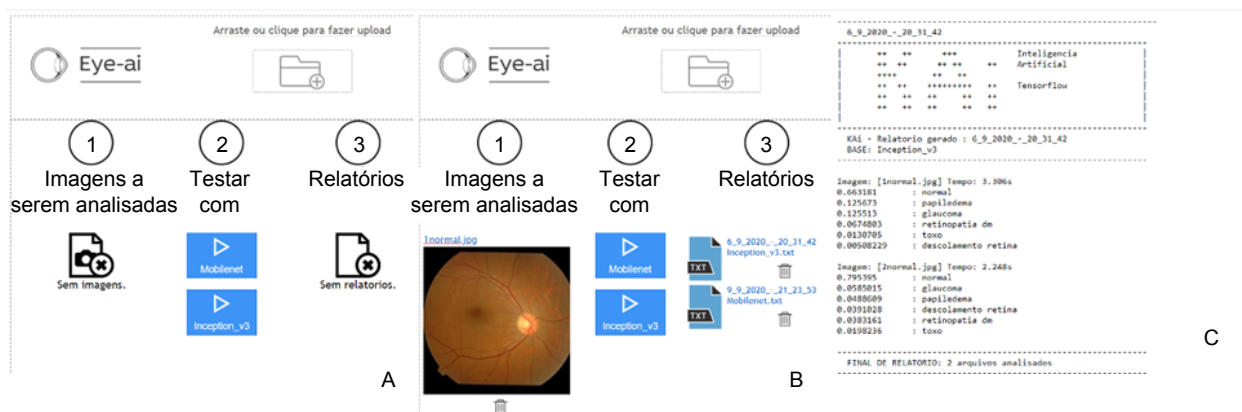 Arraste ou clique para fazer upload
Eye-ai
1
2
3
Imagens a
serem analisadas
Testar
com
Relatórios
Sem imagens.
Mobilenet
Inception_v3
Sem relatorios.
A
Arraste ou clique para fazer upload
Eye-ai
1
2
3
Imagens a
serem analisadas
Testar
com
Relatórios
1normal.jpg
Mobilenet
Inception_v3
TXT
6_9_2020_-_20_31_42
Inception_v3.txt
TXT
9_9_2020_-_21_23_53
Mobilenet.txt
B
6_9_2020_-_20_31_42
Inteligencia
Artificial
Tensorflow
KAi - Relatorio gerado : 6_9_2020_-_20_31_42
BASE: Inception_v3
Imagem: [1normal.jpg] Tempo: 3.306s
0.663181 : normal
0.125673 : papiledema
0.125513 : glaucoma
0.0674803 : retinopatia dm
0.0130705 : toxo
0.00508229 : descolamento retina
Imagem: [2normal.jpg] Tempo: 2.248s
0.795395 : normal
0.0585015 : glaucoma
0.0488609 : papiledema
0.0391028 : descolamento retina
0.0383161 : retinopatia dm
0.0198236 : toxo
FINAL DE RELATORIO: 2 arquivos analisados
C